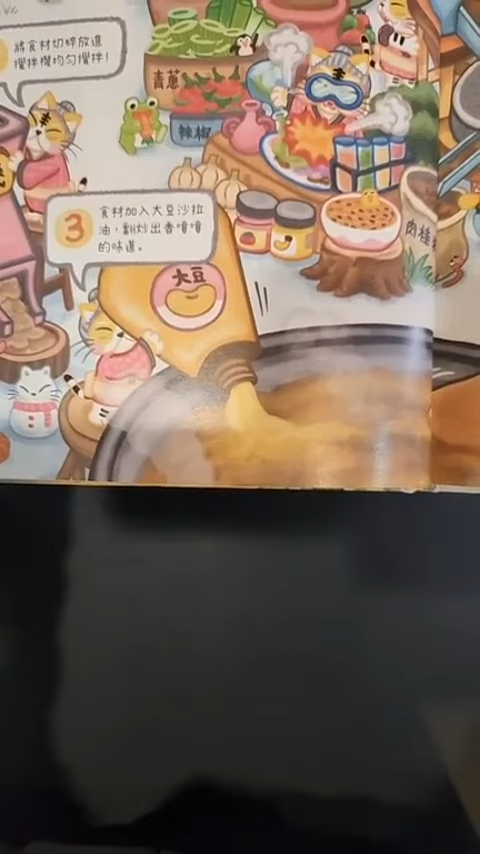 將食材切碎放進
攪拌機均勻攪拌!
青蔥
辣椒
3
食材加入大豆沙拉
油,翻炒出香噴噴
的味道。
大豆
肉桂